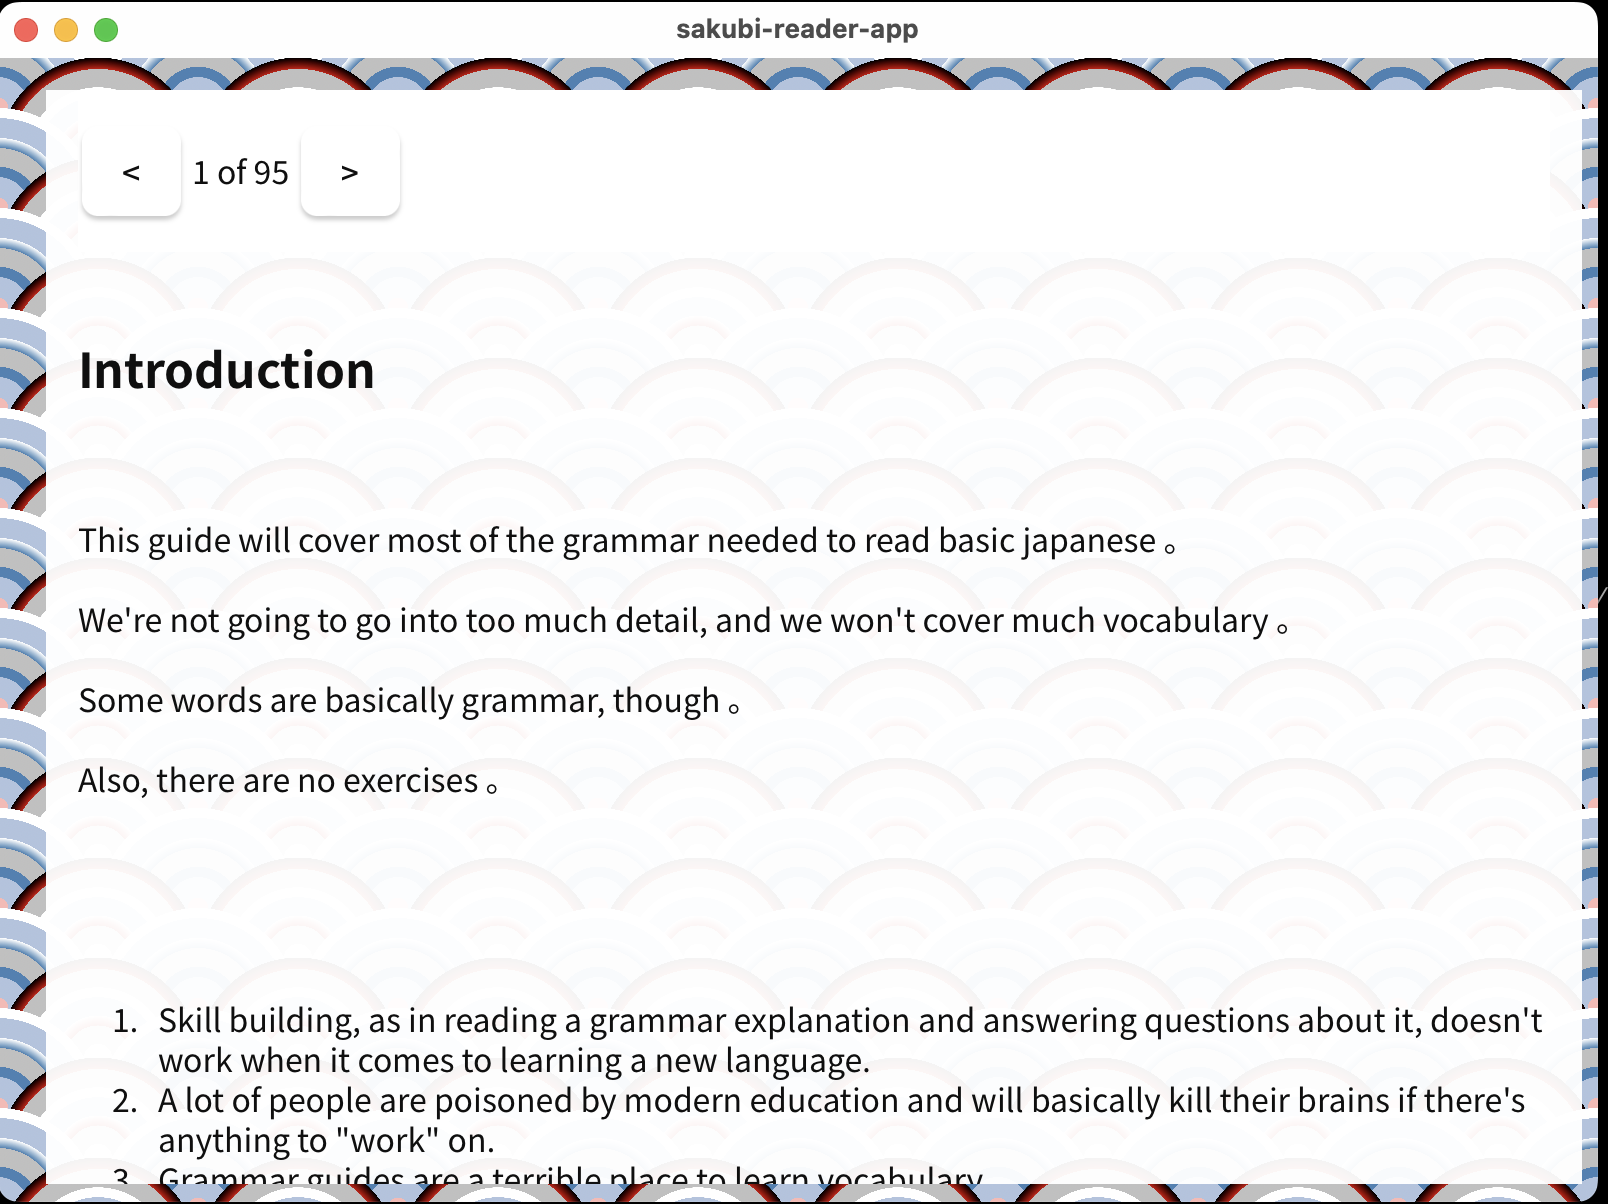 sakubi-reader-app
< 1 of 95 >
Introduction
This guide will cover most of the grammar needed to read basic japanese 。
We're not going to go into too much detail, and we won't cover much vocabulary 。
Some words are basically grammar, though 。
Also, there are no exercises 。
1. Skill building, as in reading a grammar explanation and answering questions about it, doesn't
work when it comes to learning a new language.
2. A lot of people are poisoned by modern education and will basically kill their brains if there's
anything to "work" on.
3. Grammar guides are a terrible place to learn vocabulary.